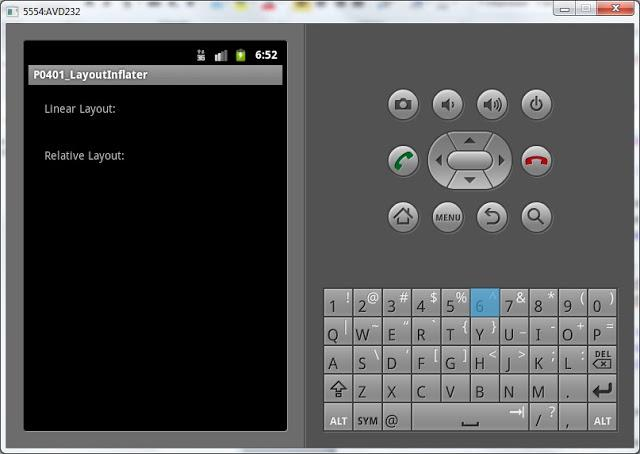 5554:AVD232
3G 6:52
P0401_LayoutInflater
Linear Layout:
Relative Layout:
MENU
1 ! 2 @ 3 # 4 $ 5 % 6 ^ 7 & 8 * 9 ( 0 )
Q | W ~ E " R ` T { Y } U _ I - O + P =
A S \ D ' F [ G ] H < J > K ; L : DEL
Z X C V B N M .
ALT SYM @ / ? , ALT